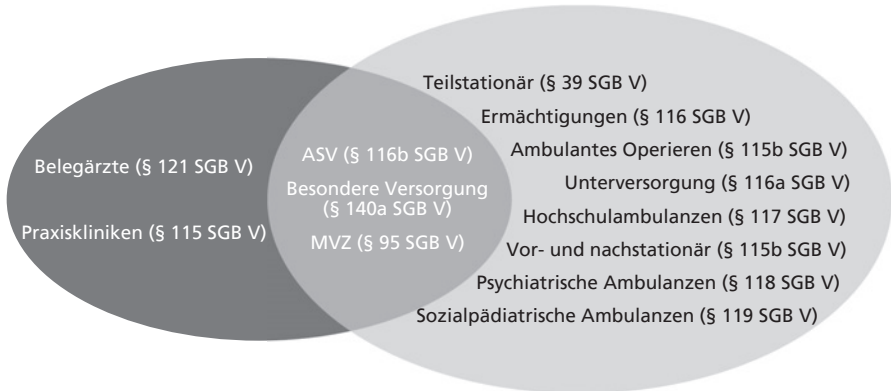 Belegärzte (§ 121 SGB V)
Praxiskliniken (§ 115 SGB V)
ASV (§ 116b SGB V)
Besondere Versorgung
(§ 140a SGB V)
MVZ (§ 95 SGB V)
Teilstationär (§ 39 SGB V)
Ermächtigungen (§ 116 SGB V)
Ambulantes Operieren (§ 115b SGB V)
Unterversorgung (§ 116a SGB V)
Hochschulambulanzen (§ 117 SGB V)
Vor- und nachstationär (§ 115b SGB V)
Psychiatrische Ambulanzen (§ 118 SGB V)
Sozialpädiatrische Ambulanzen (§ 119 SGB V)